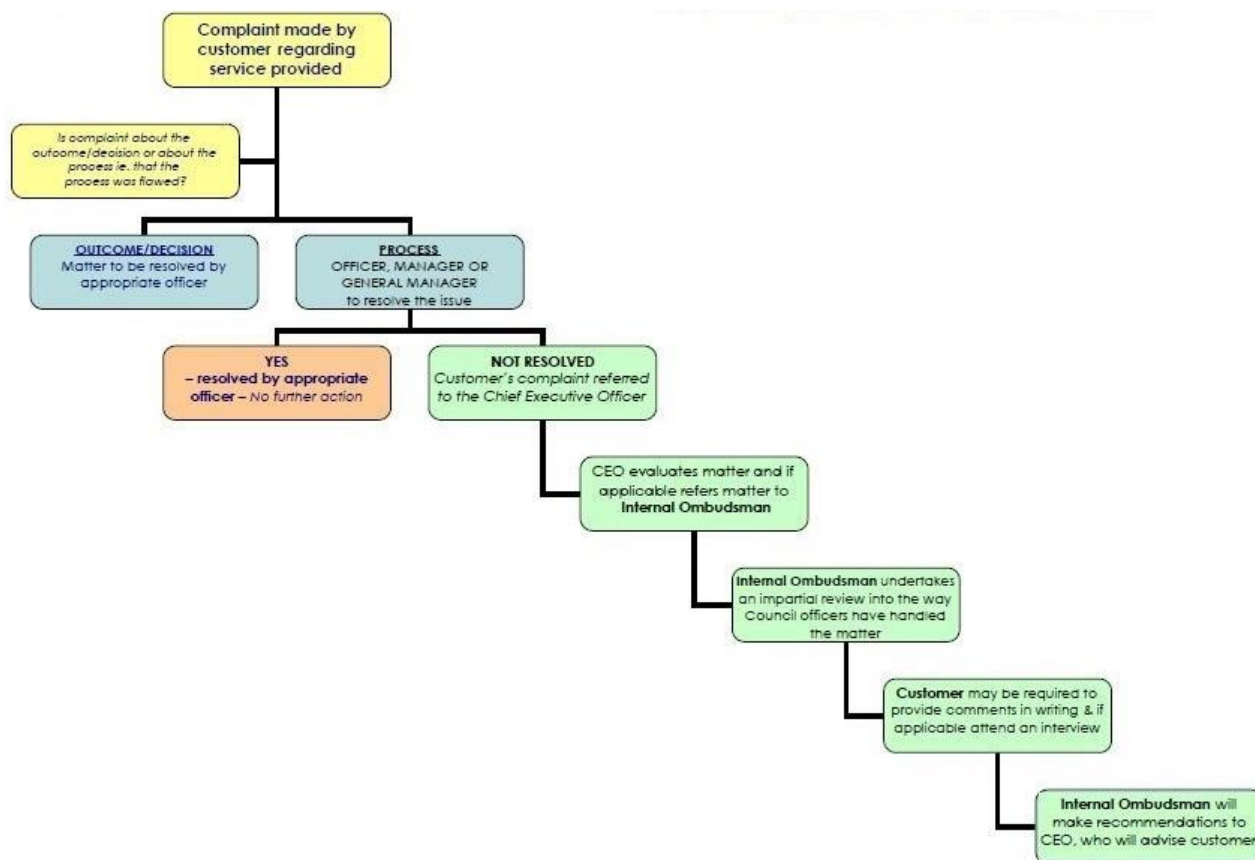 Complaint made by
customer regarding
service provided
Is complaint about the
outcome/decision or about the
process ie. that the
process was flawed?
OUTCOME/DECISION
Matter to be resolved by
appropriate officer
PROCESS
OFFICER, MANAGER OR
GENERAL MANAGER
to resolve the issue
YES
– resolved by appropriate
officer – No further action
NOT RESOLVED
Customer's complaint referred
to the Chief Executive Officer
CEO evaluates matter and if
applicable refers matter to
Internal Ombudsman
Internal Ombudsman undertakes
an impartial review into the way
Council officers have handled
the matter
Customer may be required to
provide comments in writing & if
applicable attend an interview
Internal Ombudsman will
make recommendations to
CEO, who will advise customer